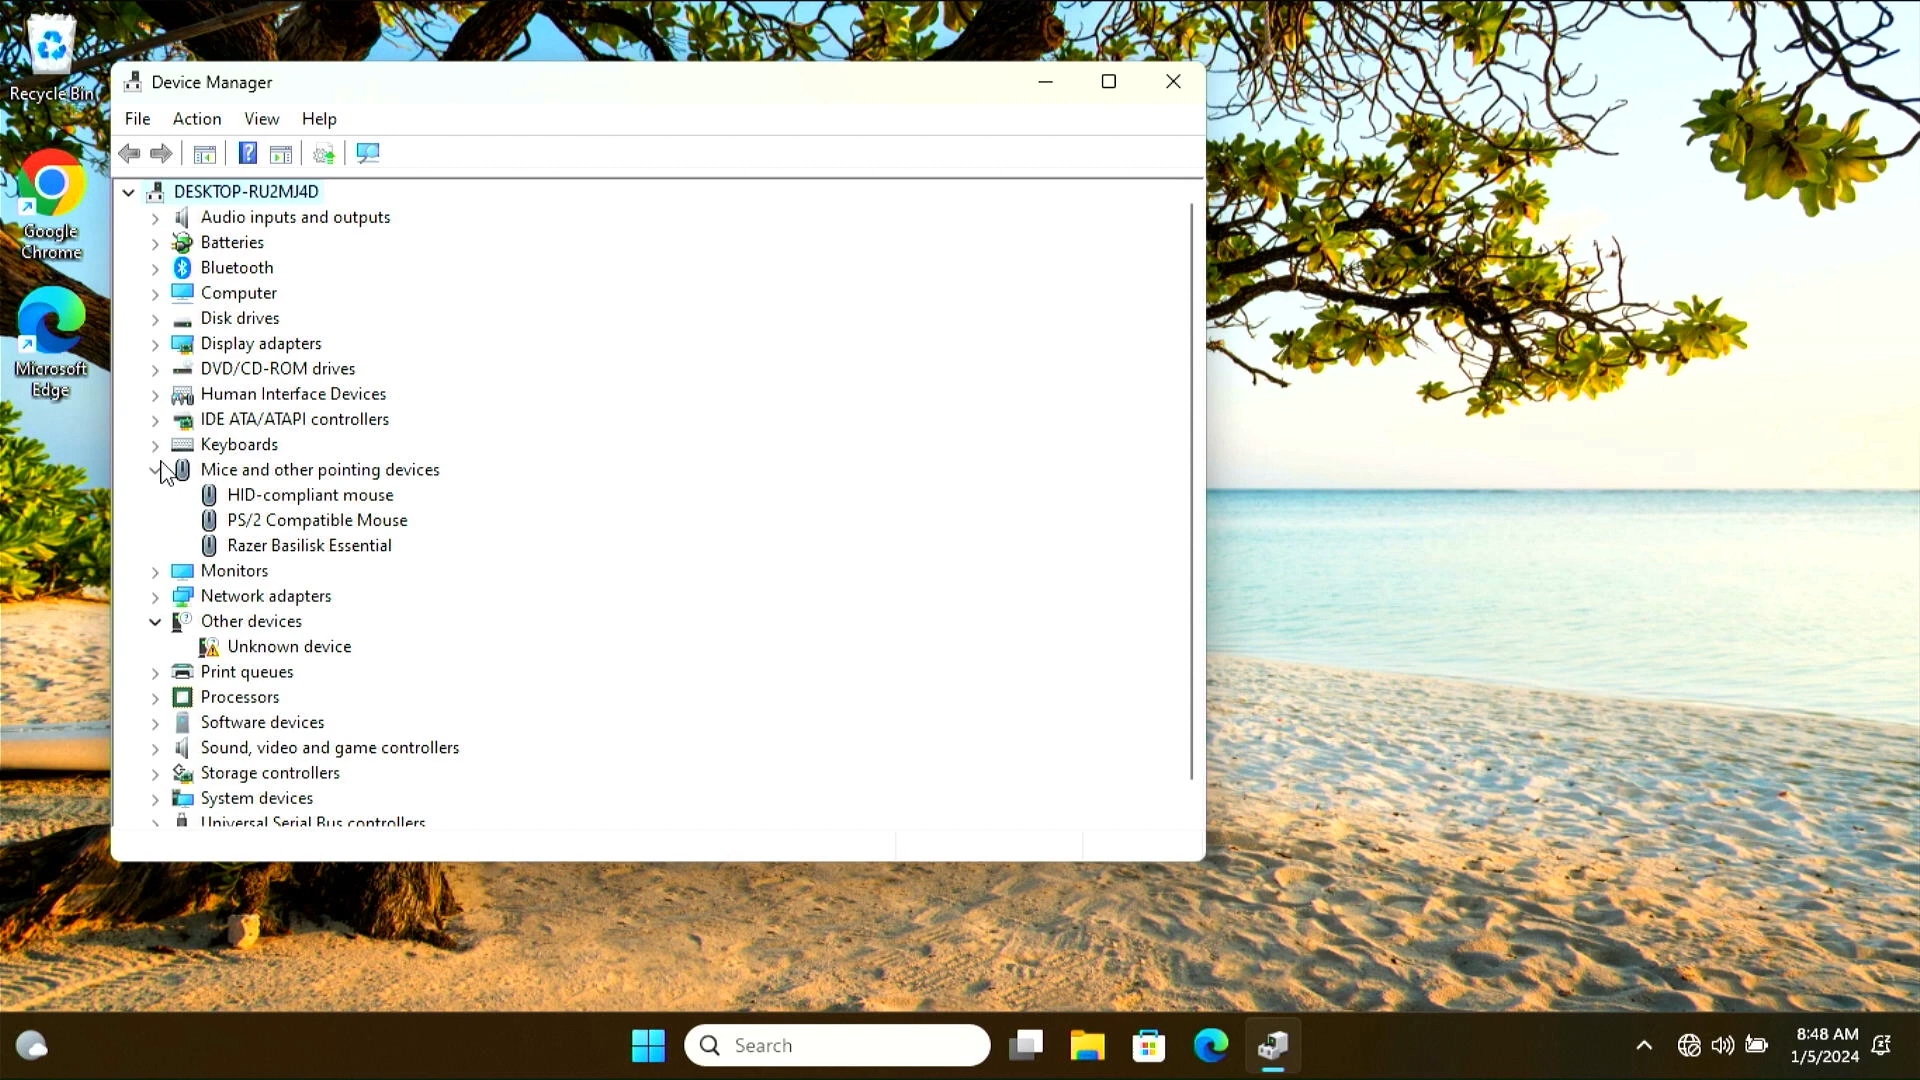 Recycle Bin
Google
Chrome
Microsoft
Edge
Device Manager
File Action View Help
DESKTOP-RU2MJ4D
Audio inputs and outputs
Batteries
Bluetooth
Computer
Disk drives
Display adapters
DVD/CD-ROM drives
Human Interface Devices
IDE ATA/ATAPI controllers
Keyboards
Mice and other pointing devices
HID-compliant mouse
PS/2 Compatible Mouse
Razer Basilisk Essential
Monitors
Network adapters
Other devices
Unknown device
Print queues
Processors
Software devices
Sound, video and game controllers
Storage controllers
System devices
Universal Serial Bus controllers
Search
8:48 AM
1/5/2024